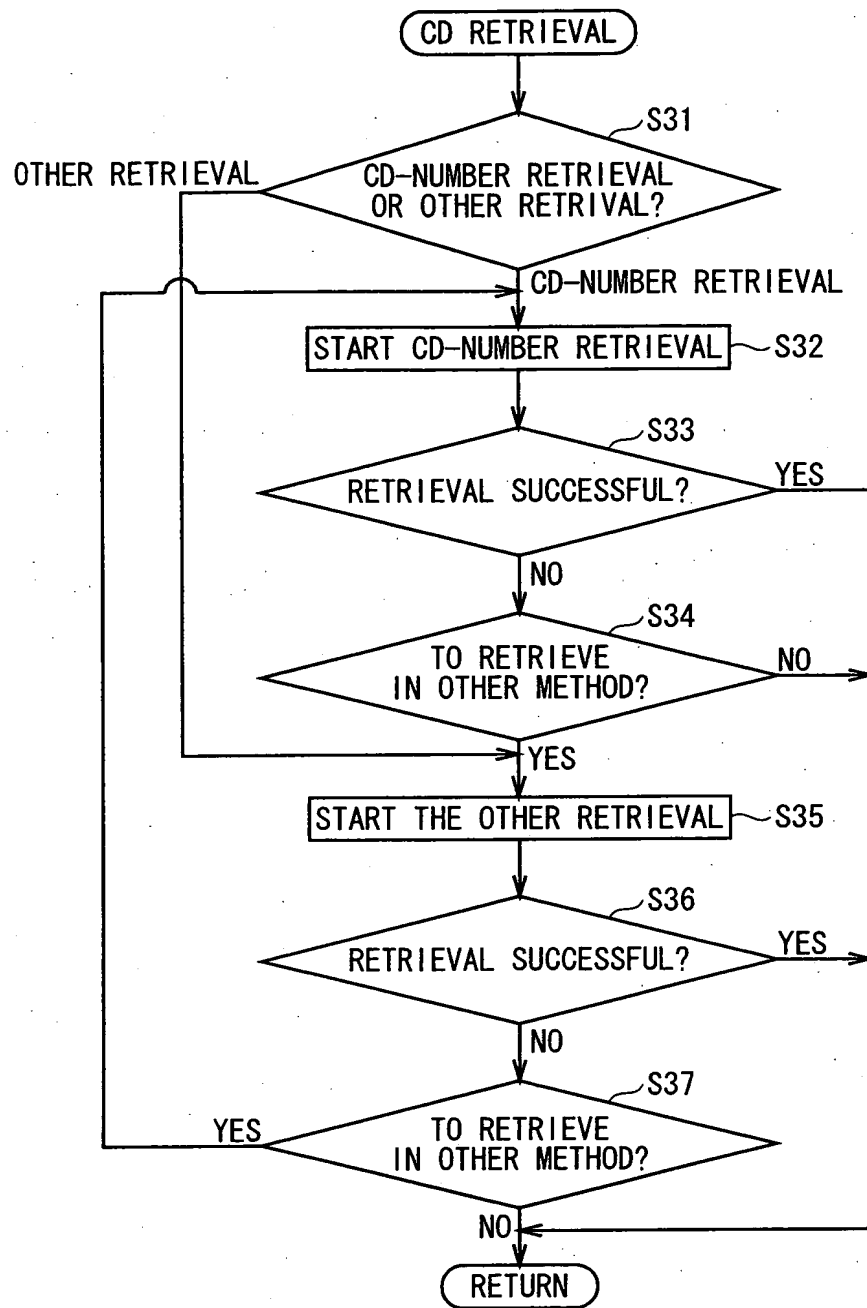 CD RETRIEVAL
S31
OTHER RETRIEVAL
CD-NUMBER RETRIEVAL
OR OTHER RETRIVAL?
CD-NUMBER RETRIEVAL
START CD-NUMBER RETRIEVAL
S32
S33
RETRIEVAL SUCCESSFUL?
YES
NO
S34
TO RETRIEVE
IN OTHER METHOD?
NO
YES
START THE OTHER RETRIEVAL
S35
S36
RETRIEVAL SUCCESSFUL?
YES
NO
S37
YES
TO RETRIEVE
IN OTHER METHOD?
NO
RETURN